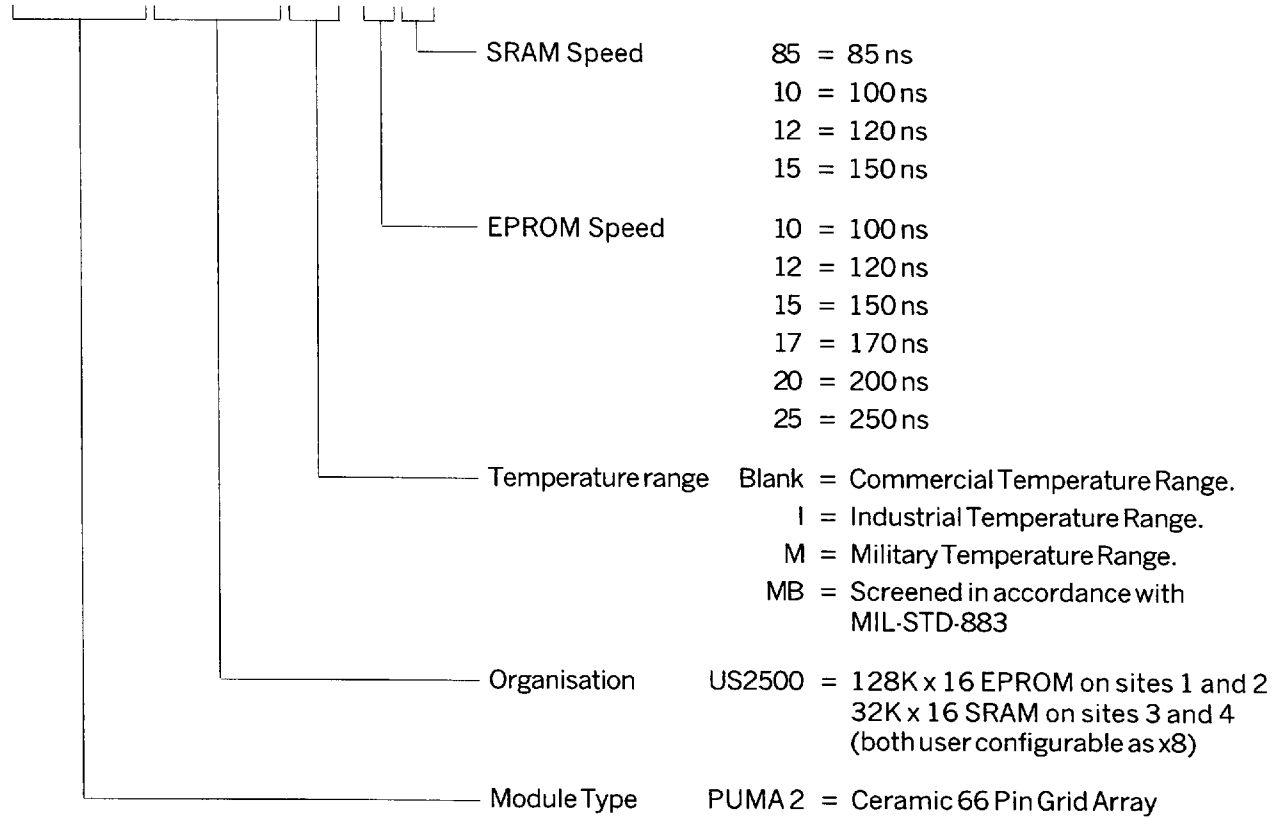 SRAM Speed 85 = 85 ns
10 = 100 ns
12 = 120 ns
15 = 150 ns
EPROM Speed 10 = 100 ns
12 = 120 ns
15 = 150 ns
17 = 170 ns
20 = 200 ns
25 = 250 ns
Temperature range Blank = Commercial Temperature Range.
I = Industrial Temperature Range.
M = Military Temperature Range.
MB = Screened in accordance with
MIL-STD-883
Organisation US2500 = 128K x 16 EPROM on sites 1 and 2
32K x 16 SRAM on sites 3 and 4
(both user configurable as x8)
Module Type PUMA 2 = Ceramic 66 Pin Grid Array